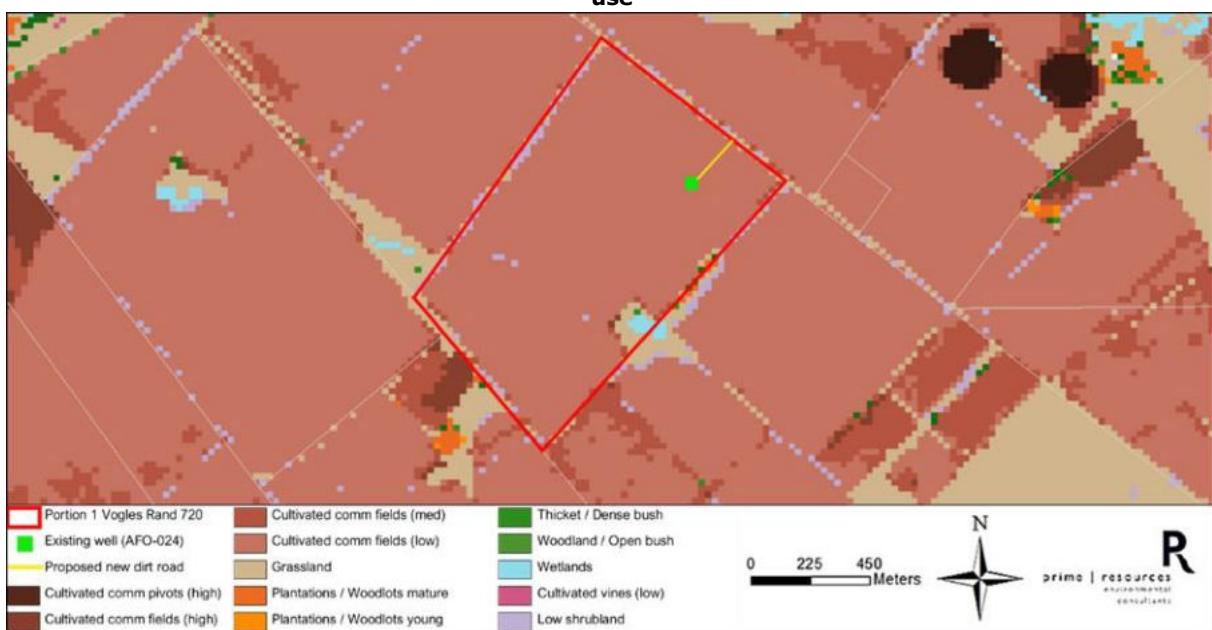 use
Portion 1 Vogles Rand 720
Existing well (AFO-024)
Proposed new dirt road
Cultivated comm pivots (high)
Cultivated comm fields (high)
Cultivated comm fields (med)
Cultivated comm fields (low)
Grassland
Plantations / Woodlots mature
Plantations / Woodlots young
Thicket / Dense bush
Woodland / Open bush
Wetlands
Cultivated vines (low)
Low shrubland
0 225 450
Meters
N
R
prime | resources
environmental
consultants